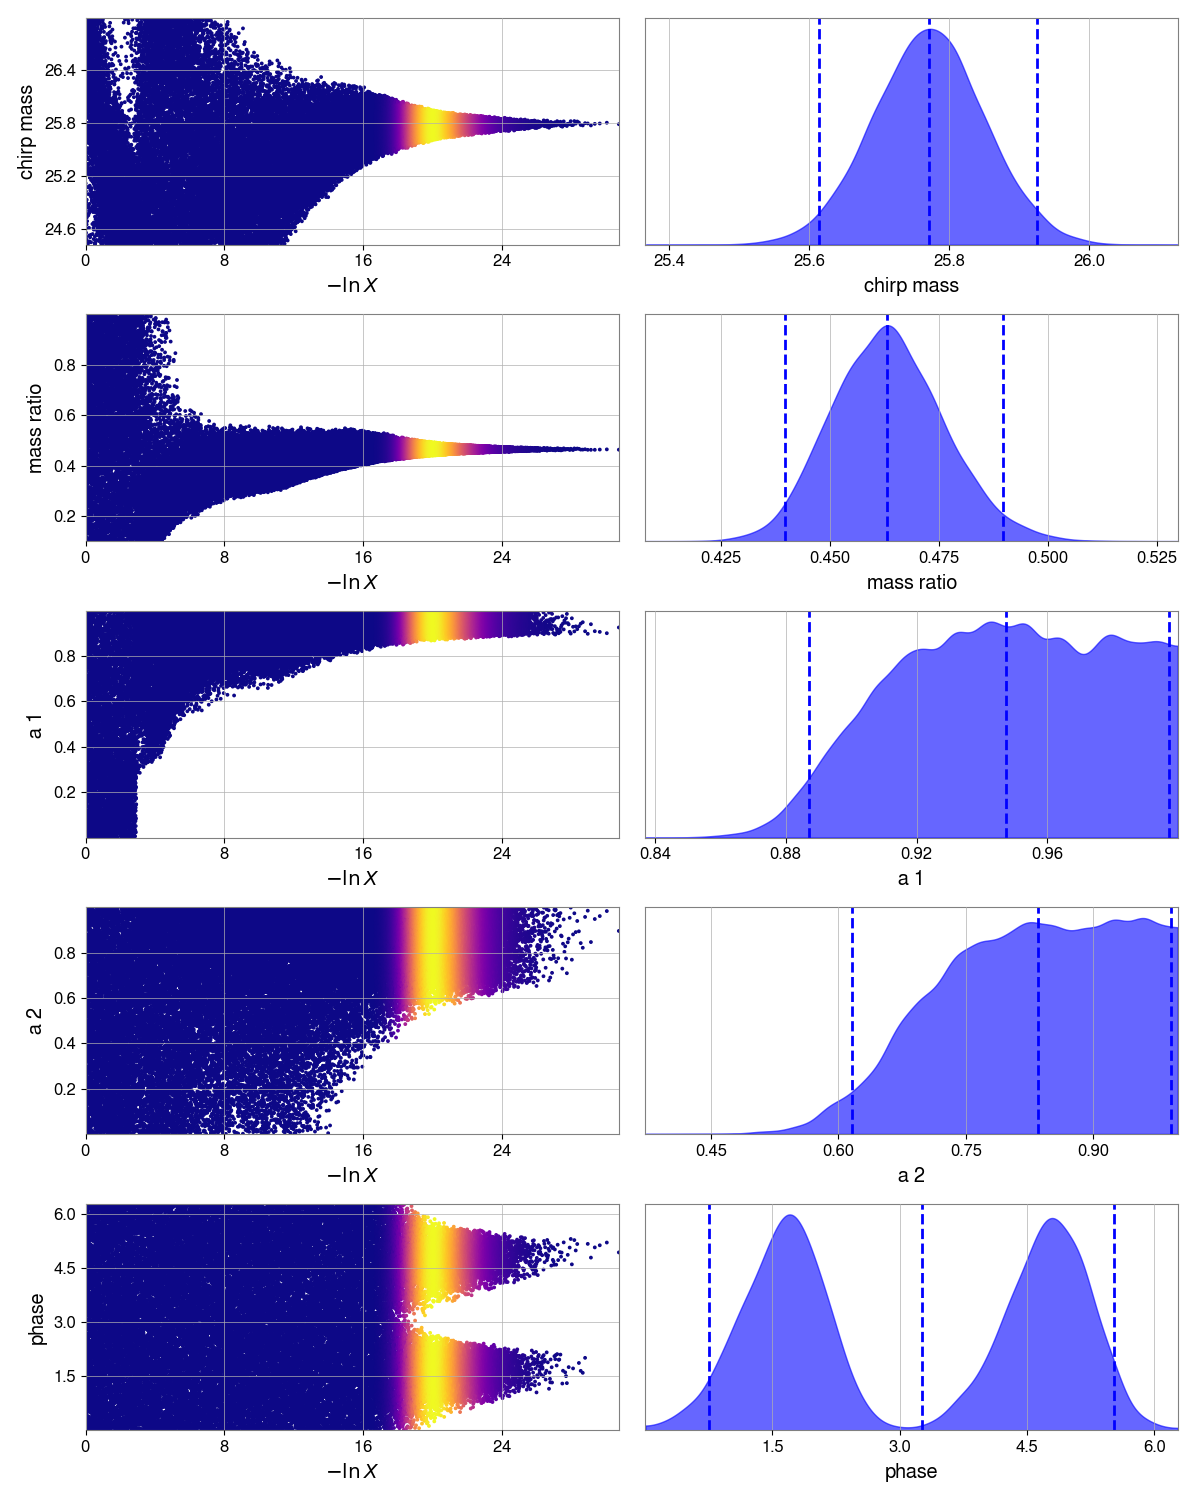 26.4
25.8
25.2
24.6
chirp mass
0 8 16 24
−ln X
25.4 25.6 25.8 26.0
chirp mass
0.8
0.6
0.4
0.2
mass ratio
0 8 16 24
−ln X
0.425 0.450 0.475 0.500 0.525
mass ratio
0.8
0.6
0.4
0.2
a 1
0 8 16 24
−ln X
0.84 0.88 0.92 0.96
a 1
0.8
0.6
0.4
0.2
a 2
0 8 16 24
−ln X
0.45 0.60 0.75 0.90
a 2
6.0
4.5
3.0
1.5
phase
0 8 16 24
−ln X
1.5 3.0 4.5 6.0
phase